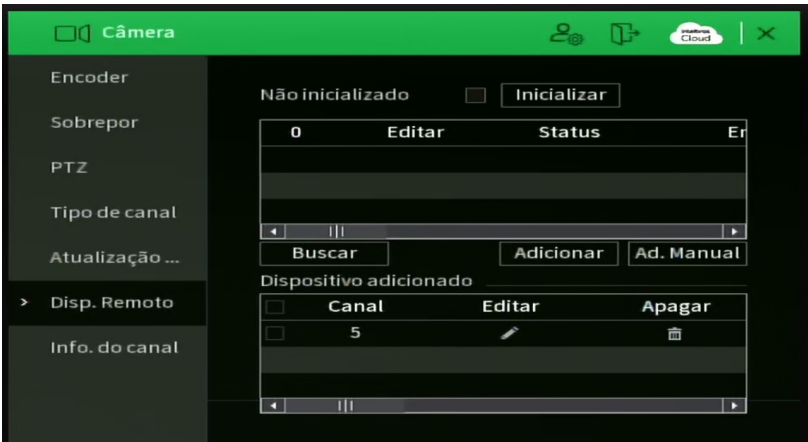 Câmera
intelbras
Cloud
Encoder
Sobrepor
PTZ
Tipo de canal
Atualização ...
> Disp. Remoto
Info. do canal
Não inicializado
Inicializar
0 Editar Status Er
Buscar Adicionar Ad. Manual
Dispositivo adicionado
Canal Editar Apagar
5